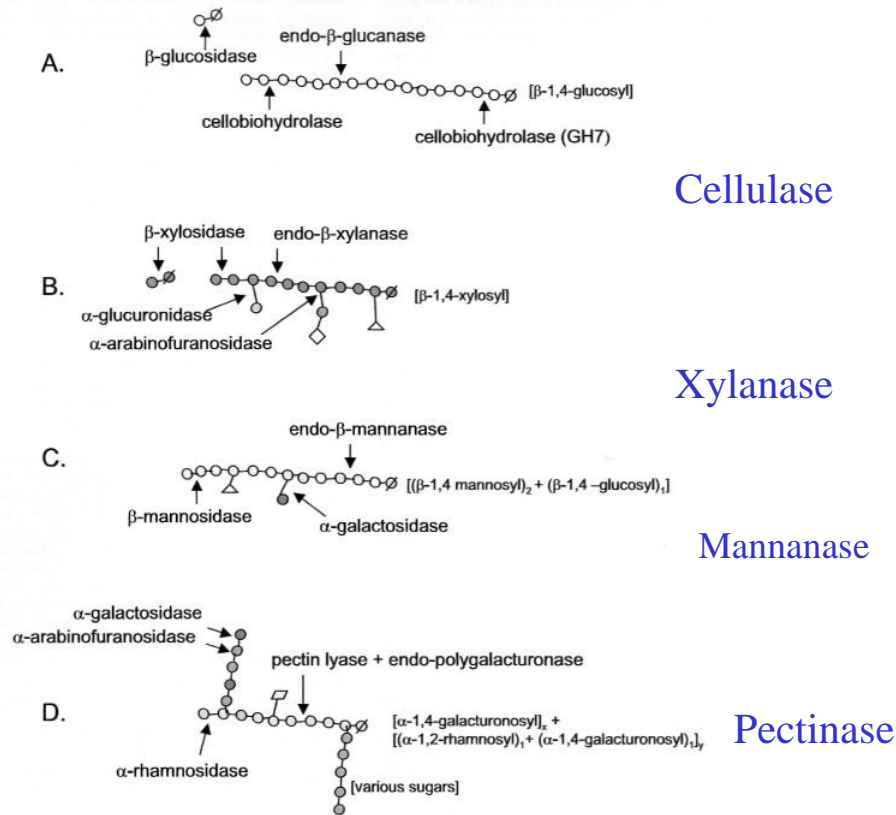 A.
β-glucosidase
endo-β-glucanase
[β-1,4-glucosyl]
cellobiohydrolase
cellobiohydrolase (GH7)
Cellulase
B.
β-xylosidase
endo-β-xylanase
[β-1,4-xylosyl]
α-glucuronidase
α-arabinofuranosidase
Xylanase
C.
endo-β-mannanase
[(β-1,4 mannosyl)2 + (β-1,4 –glucosyl)1]
β-mannosidase
α-galactosidase
Mannanase
D.
α-galactosidase
α-arabinofuranosidase
pectin lyase + endo-polygalacturonase
[α-1,4-galacturonosyl]x +
[(α-1,2-rhamnosyl)1+ (α-1,4-galacturonosyl)1]y
Pectinase
α-rhamnosidase
[various sugars]